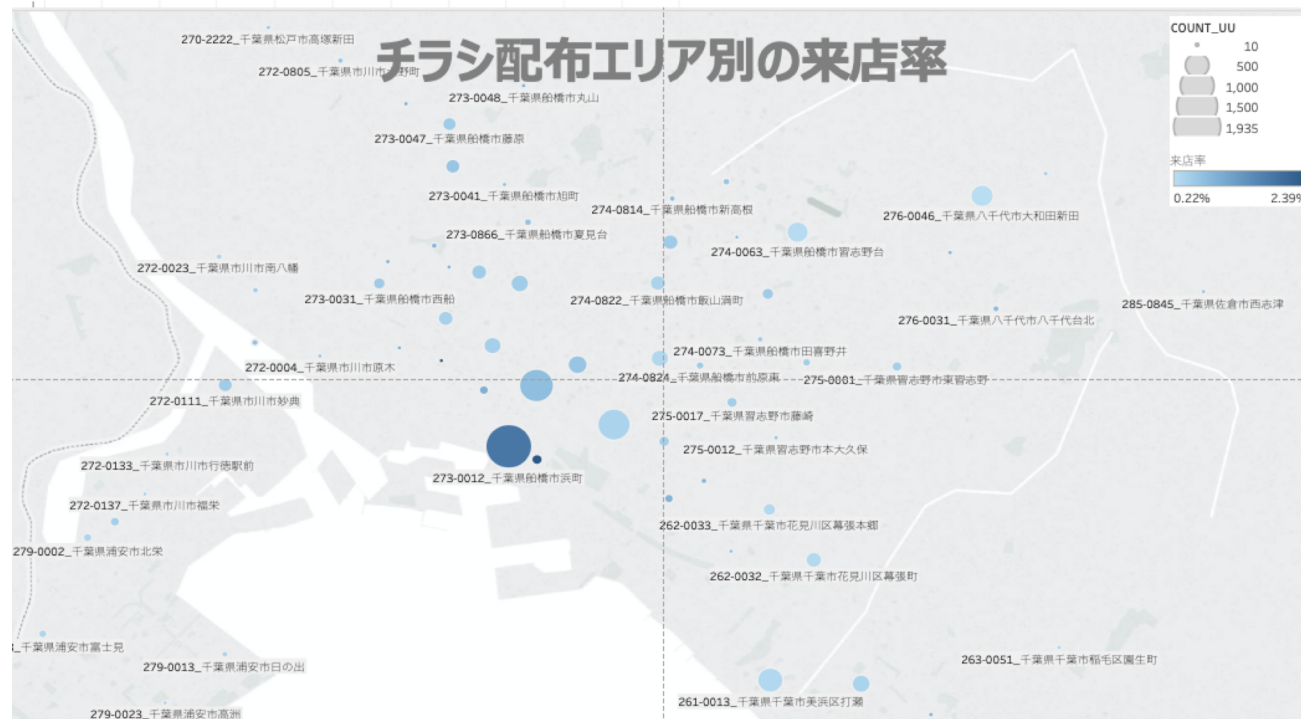 チラシ配布エリア別の来店率
COUNT_UU
10
500
1,000
1,500
1,935
来店率
0.22%
2.39%
270-2222_千葉県松戸市高塚新田
272-0805_千葉県市川市大野町
273-0048_千葉県船橋市丸山
273-0047_千葉県船橋市藤原
273-0041_千葉県船橋市旭町
274-0814_千葉県船橋市新高根
276-0046_千葉県八千代市大和田新田
273-0866_千葉県船橋市夏見台
274-0063_千葉県船橋市習志野台
272-0023_千葉県市川市南八幡
273-0031_千葉県船橋市西船
274-0822_千葉県船橋市飯山満町
285-0845_千葉県佐倉市西志津
276-0031_千葉県八千代市八千代台北
274-0073_千葉県船橋市田喜野井
272-0004_千葉県市川市原木
274-0824_千葉県船橋市前原東
275-0001_千葉県習志野市東習志野
272-0111_千葉県市川市妙典
275-0017_千葉県習志野市藤崎
275-0012_千葉県習志野市本大久保
272-0133_千葉県市川市行徳駅前
273-0012_千葉県船橋市浜町
272-0137_千葉県市川市福栄
262-0033_千葉県千葉市花見川区幕張本郷
279-0002_千葉県浦安市北栄
262-0032_千葉県千葉市花見川区幕張町
_千葉県浦安市富士見
263-0051_千葉県千葉市稲毛区園生町
279-0013_千葉県浦安市日の出
261-0013_千葉県千葉市美浜区打瀬
279-0023_千葉県浦安市高洲